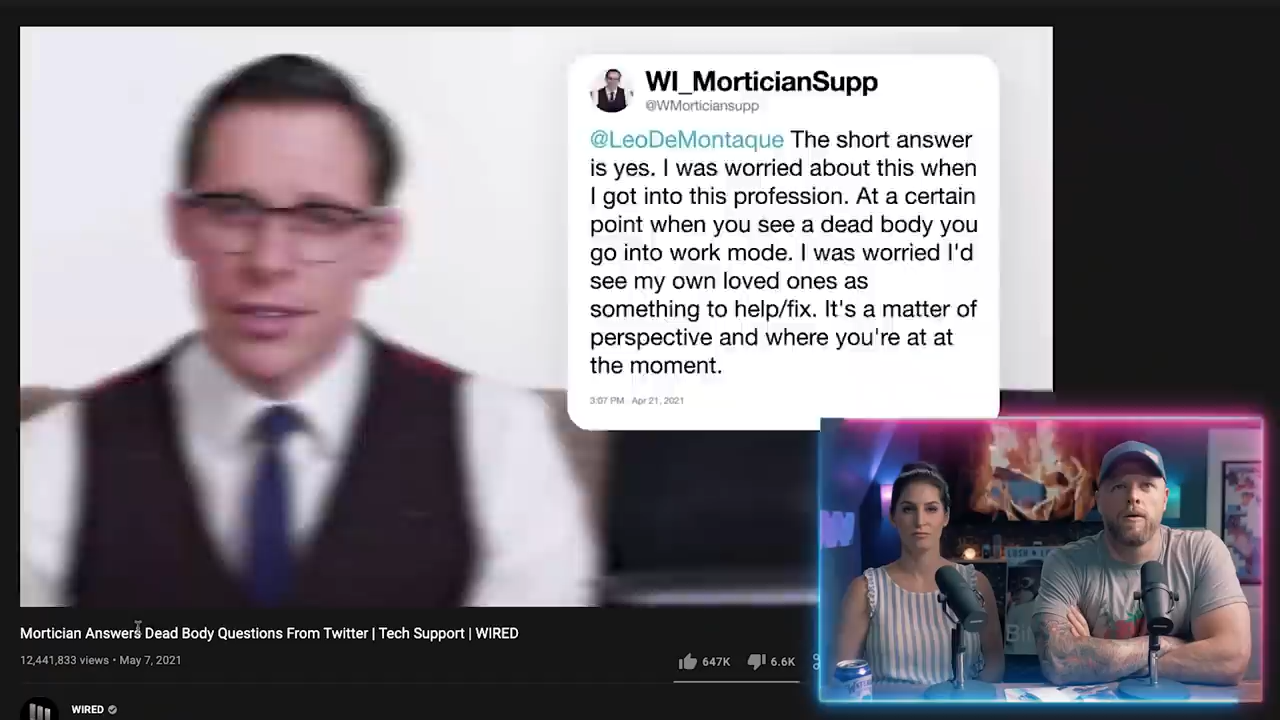 WI_MorticianSupp
@WMorticiansupp
@LeoDeMontaque The short answer
is yes. I was worried about this when
I got into this profession. At a certain
point when you see a dead body you
go into work mode. I was worried I'd
see my own loved ones as
something to help/fix. It's a matter of
perspective and where you're at at
the moment.
3:07 PM Apr 21, 2021
Mortician Answers Dead Body Questions From Twitter | Tech Support | WIRED
12,441,833 views • May 7, 2021
647K
6.6K
WIRED